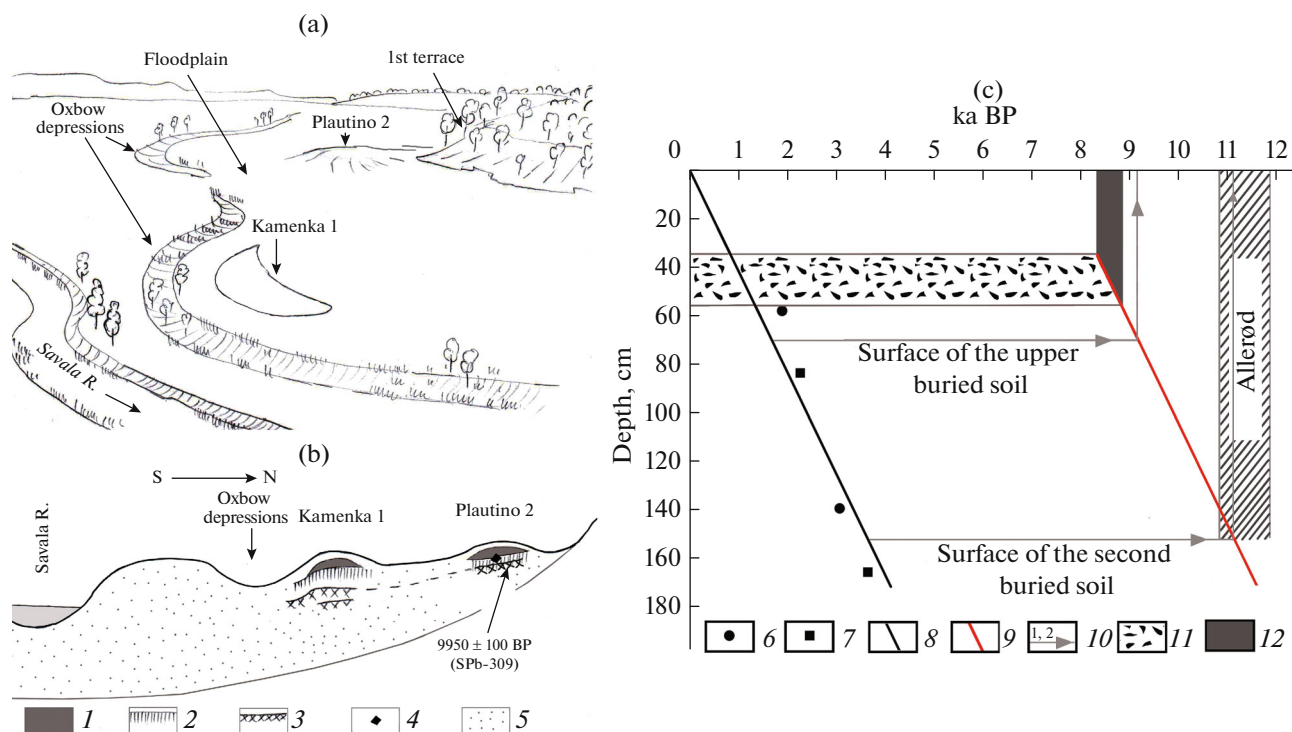 (a)
Floodplain
1st terrace
Oxbow
depressions
Plautino 2
Kamenka 1
Savala R.
(b)
S N
Oxbow
depressions
Kamenka 1
Plautino 2
Savala R.
9950 ± 100 BP
(SPb-309)
1 2 3 4 5
(c)
ka BP
0 1 2 3 4 5 6 7 8 9 10 11 12
Depth, cm
20
40
60
80
100
120
140
160
180
Surface of the upper
buried soil
Allerød
Surface of the second
buried soil
6 7 8 9 1, 2 10 11 12